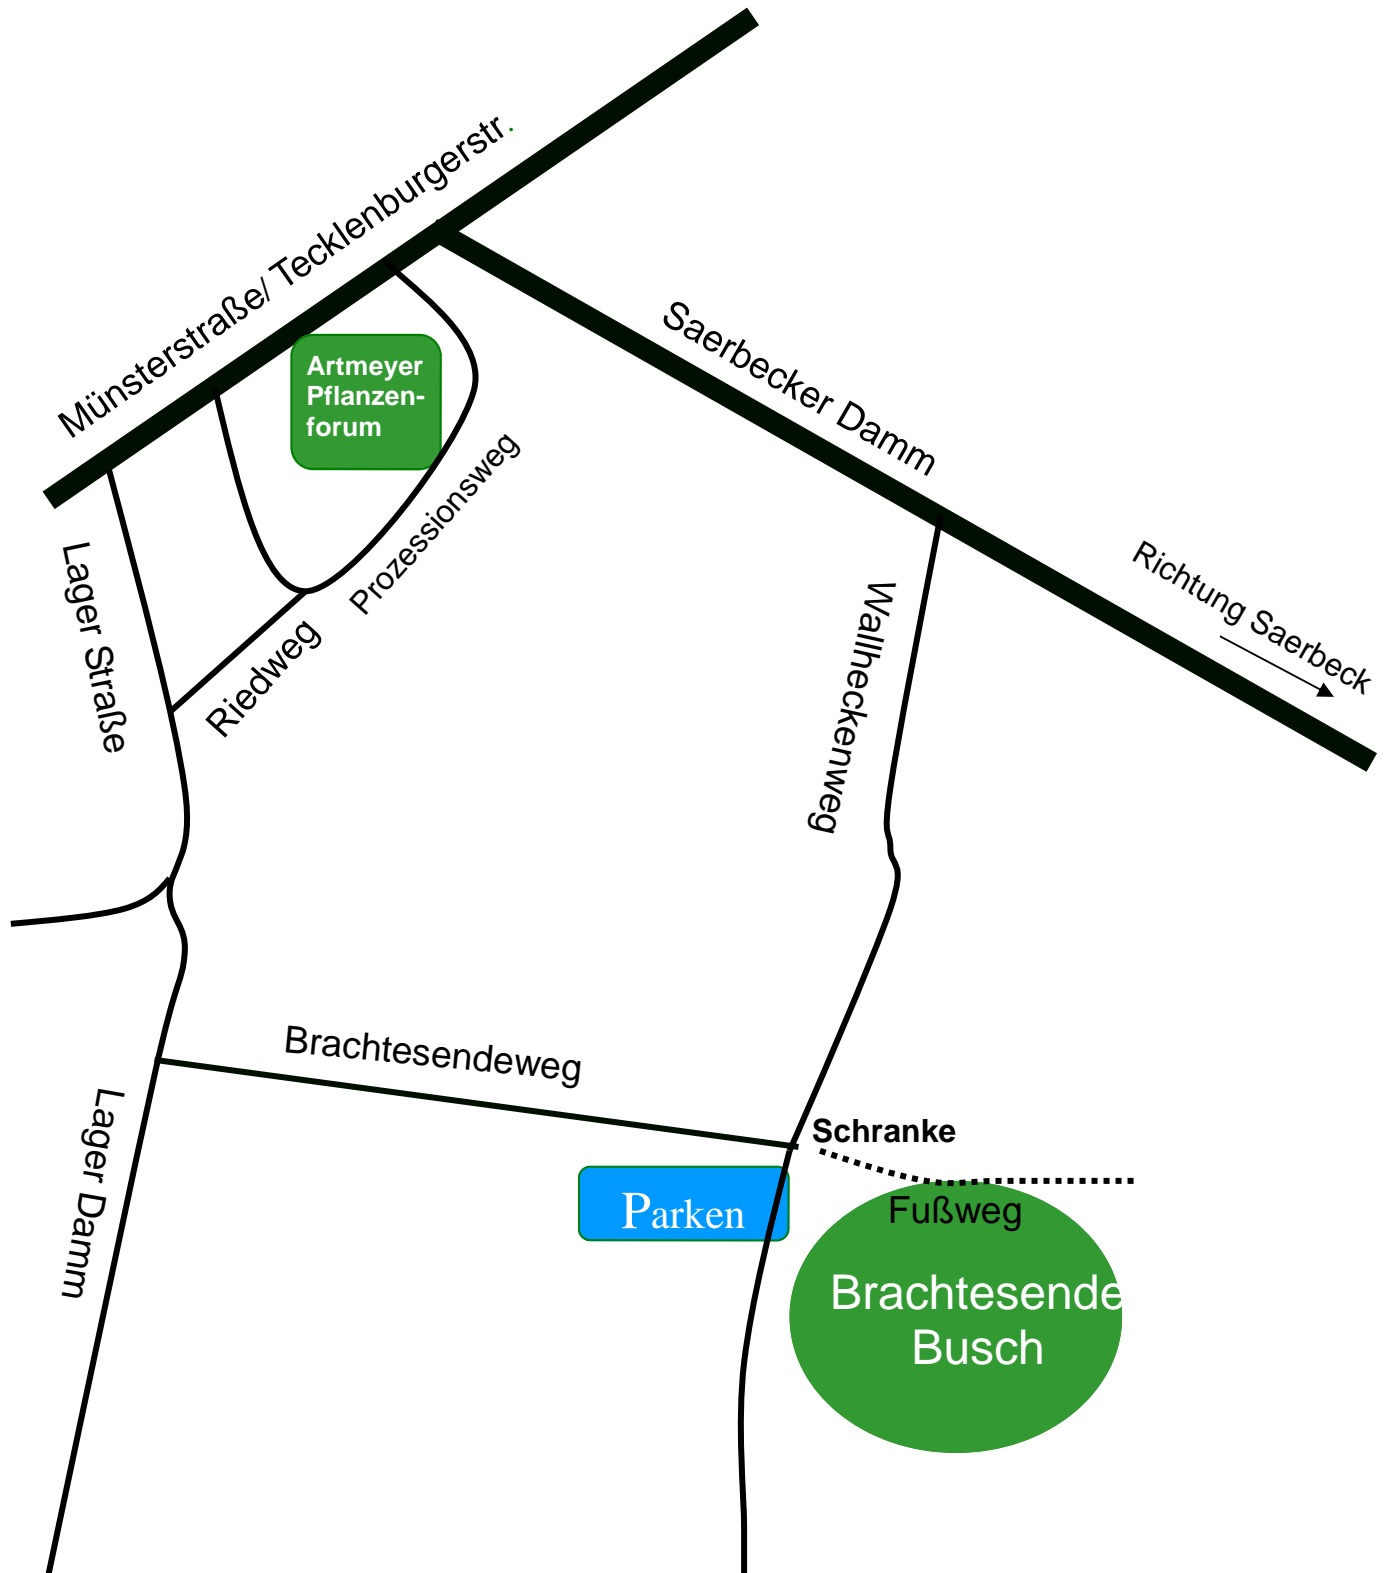 Münsterstraße/ Tecklenburgerstr.
Saerbecker Damm
Artmeyer
Pflanzen-
forum
Prozessionsweg
Richtung Saerbeck
Lager Straße
Riedweg
Wallheckenweg
Brachtesendeweg
Lager Damm
Schranke
Parken
Fußweg
Brachtesende
Busch